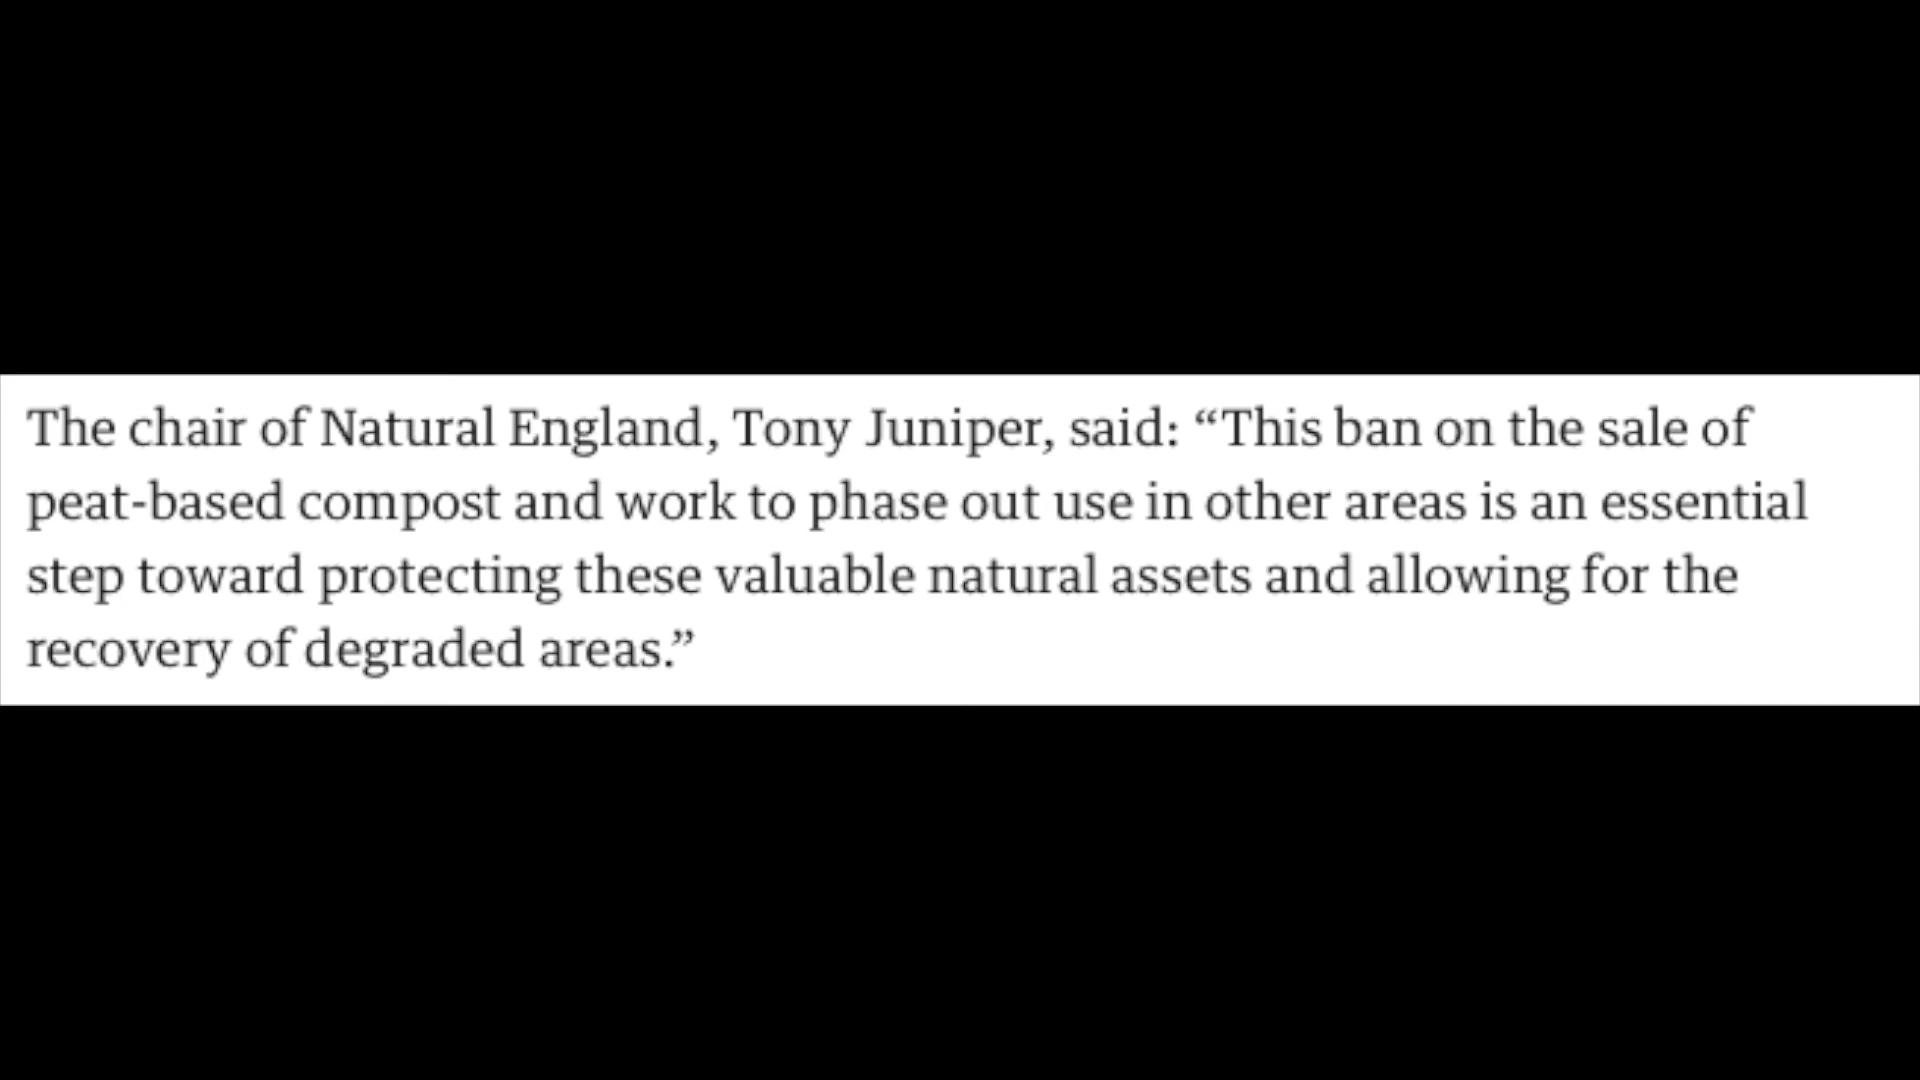 The chair of Natural England, Tony Juniper, said: “This ban on the sale of
peat-based compost and work to phase out use in other areas is an essential
step toward protecting these valuable natural assets and allowing for the
recovery of degraded areas.”